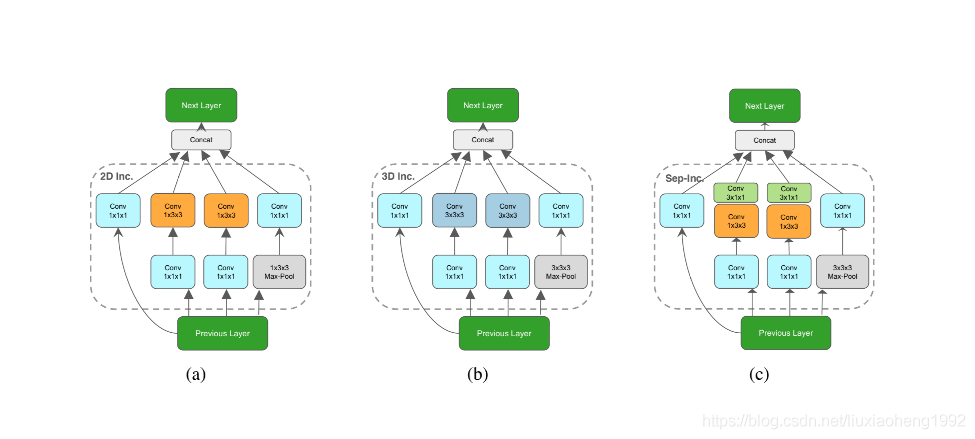 Next Layer
Concat
2D Inc.
Conv
1x1x1
Conv
1x3x3
Conv
1x3x3
Conv
1x1x1
Conv
1x1x1
Conv
1x1x1
1x3x3
Max-Pool
Previous Layer
(a)
Next Layer
Concat
3D Inc.
Conv
1x1x1
Conv
3x3x3
Conv
3x3x3
Conv
1x1x1
Conv
1x1x1
Conv
1x1x1
3x3x3
Max-Pool
Previous Layer
(b)
Next Layer
Concat
Sep-Inc.
Conv
1x1x1
Conv
3x1x1
Conv
1x3x3
Conv
3x1x1
Conv
1x3x3
Conv
1x1x1
Conv
1x1x1
Conv
1x1x1
3x3x3
Max-Pool
Previous Layer
(c)
https://blog.csdn.net/liuxiaoheng1992